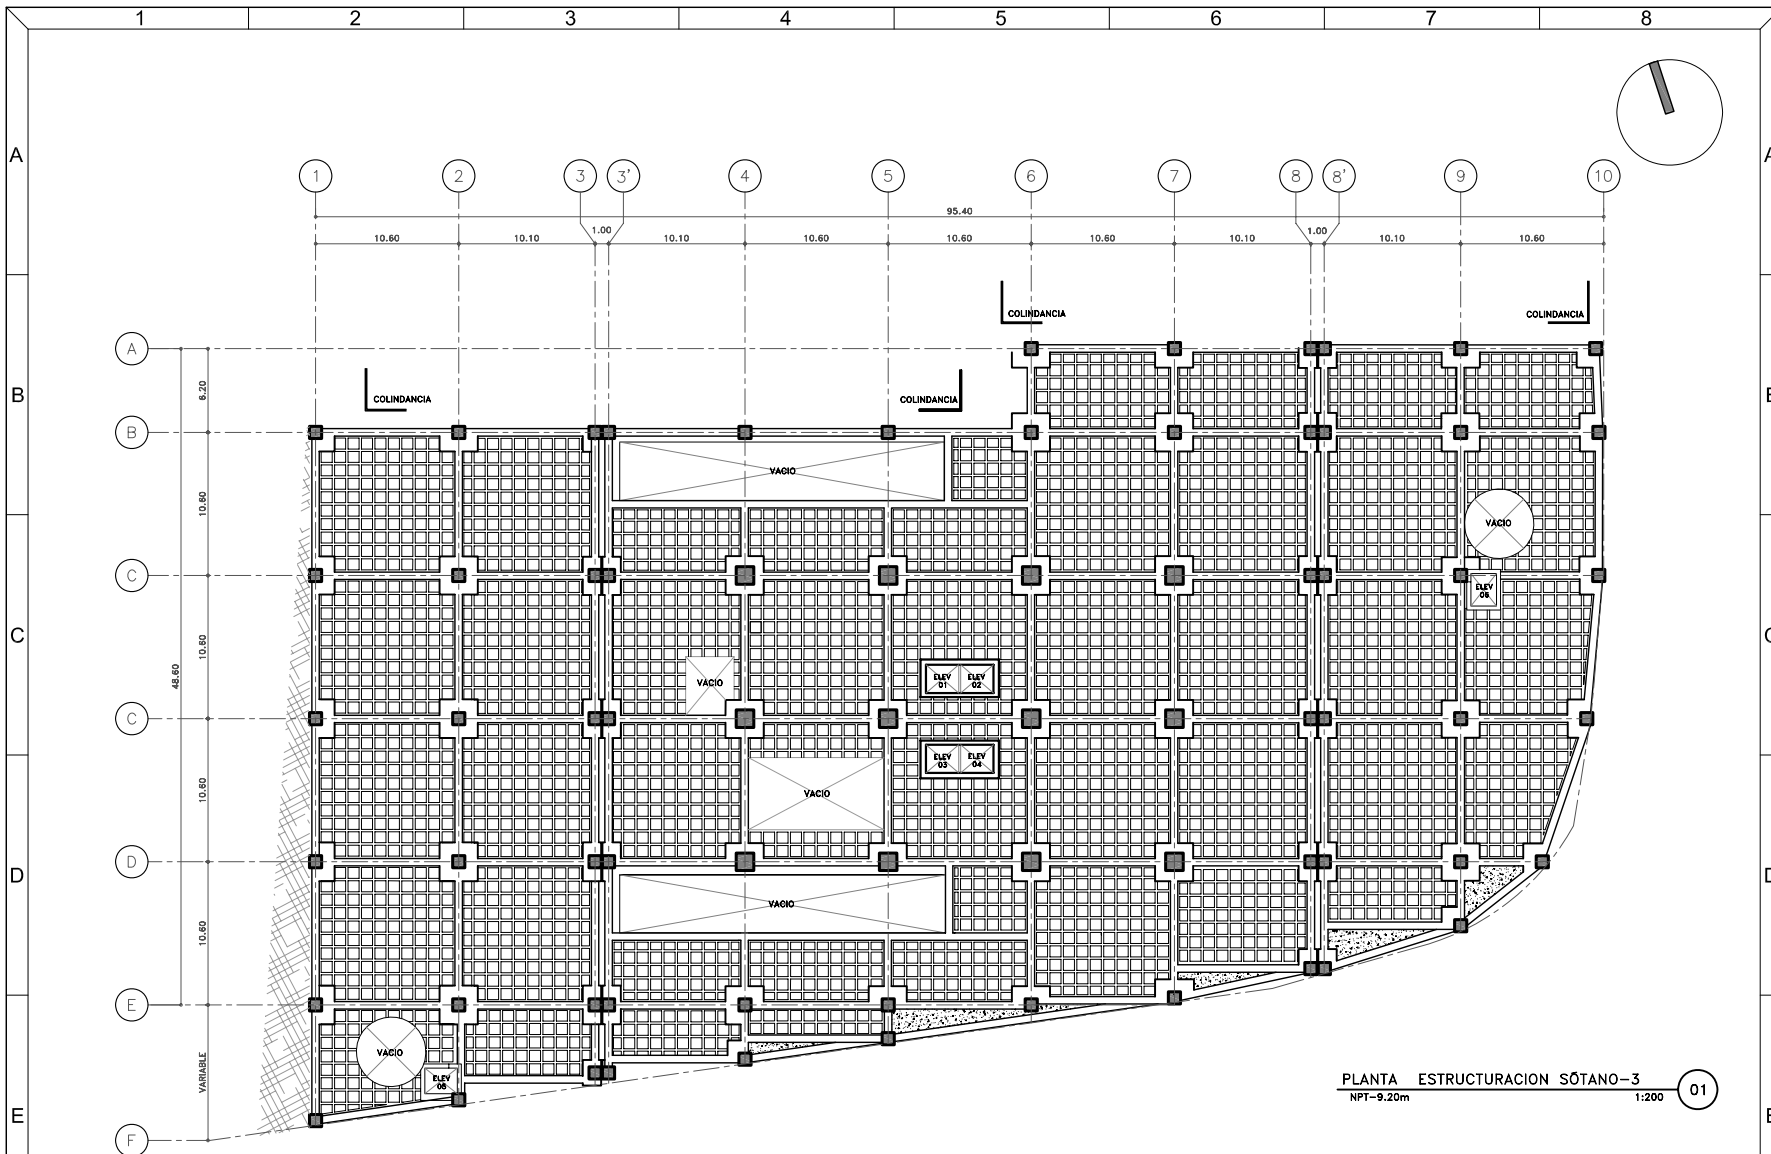 1 2 3 4 5 6 7 8
A A
1 2 3 3' 4 5 6 7 8 8' 9 10
95.40
10.60 10.10 1.00 10.10 10.60 10.60 10.60 10.10 1.00 10.10 10.60
COLINDANCIA COLINDANCIA
A
6.20
COLINDANCIA COLINDANCIA
B
B
VACIO
10.60
VACIO
C
ELEV
05
C
10.60
48.60
VACIO
ELEV
01
ELEV
02
C
ELEV
03
ELEV
04
10.60
VACIO
D
D
VACIO
10.60
E
VACIO
ELEV
VARIABLE
PLANTA ESTRUCTURACION SÓTANO-3
NPT-9.20m 1:200
01
E
F